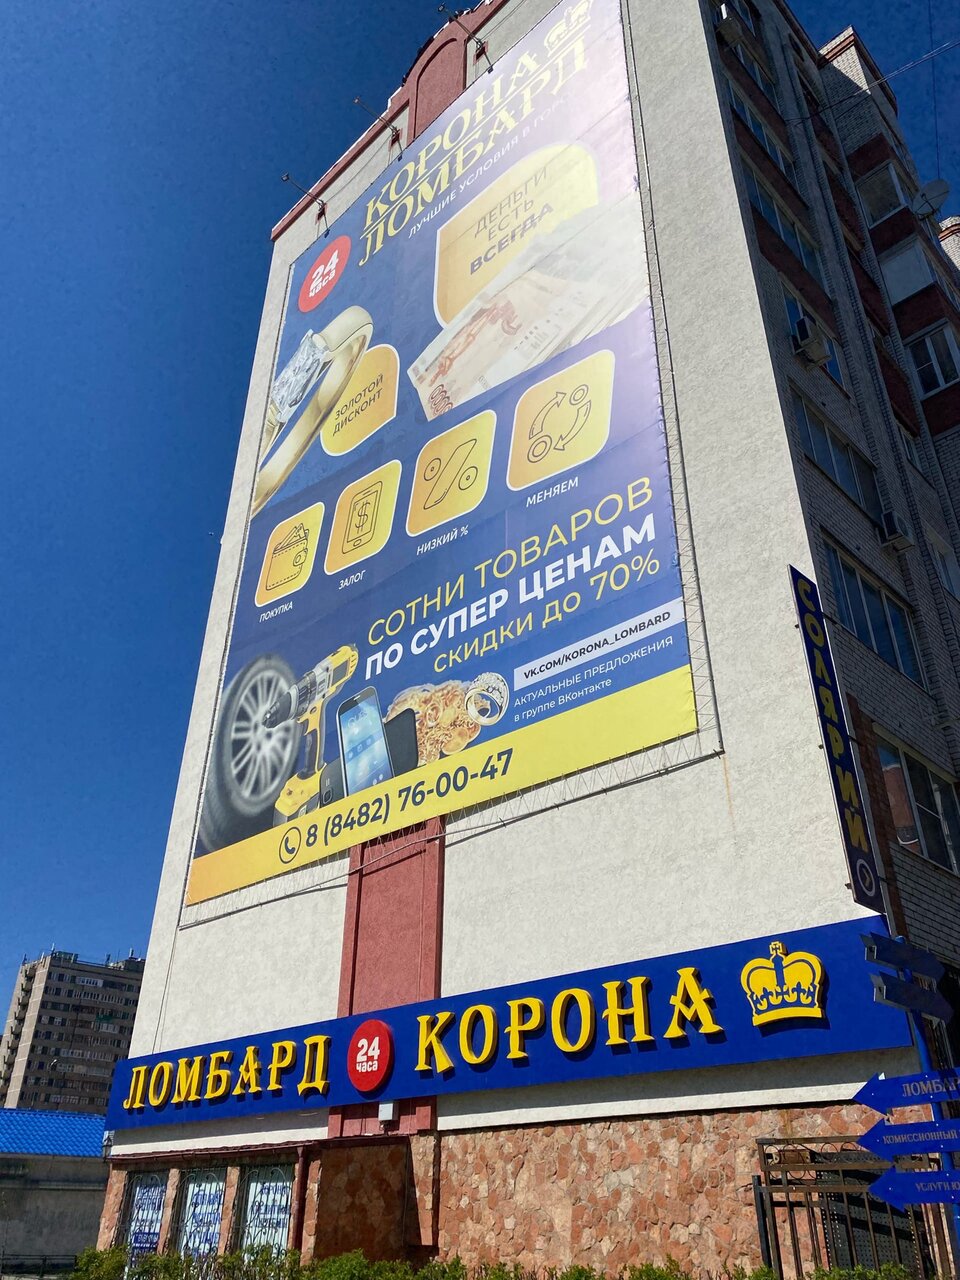 КОРОНА
ЛОМБАРД
ЛУЧШИЕ УСЛОВИЯ В ГОРОДЕ
24
часа
ДЕНЬГИ
ЕСТЬ
ВСЕГДА
ЗОЛОТОЙ
ДИСКОНТ
ПОКУПКА
ЗАЛОГ
НИЗКИЙ %
МЕНЯЕМ
СОТНИ ТОВАРОВ
ПО СУПЕР ЦЕНАМ
СКИДКИ ДО 70%
VK.COM/KORONA_LOMBARD
АКТУАЛЬНЫЕ ПРЕДЛОЖЕНИЯ
в группе ВКонтакте
8 (8482) 76-00-47
СОЛЯРИЙ
ЛОМБАРД 24 часа КОРОНА
ЛОМБАР
КОМИССИОННЫЙ
УСЛУГИ Ю